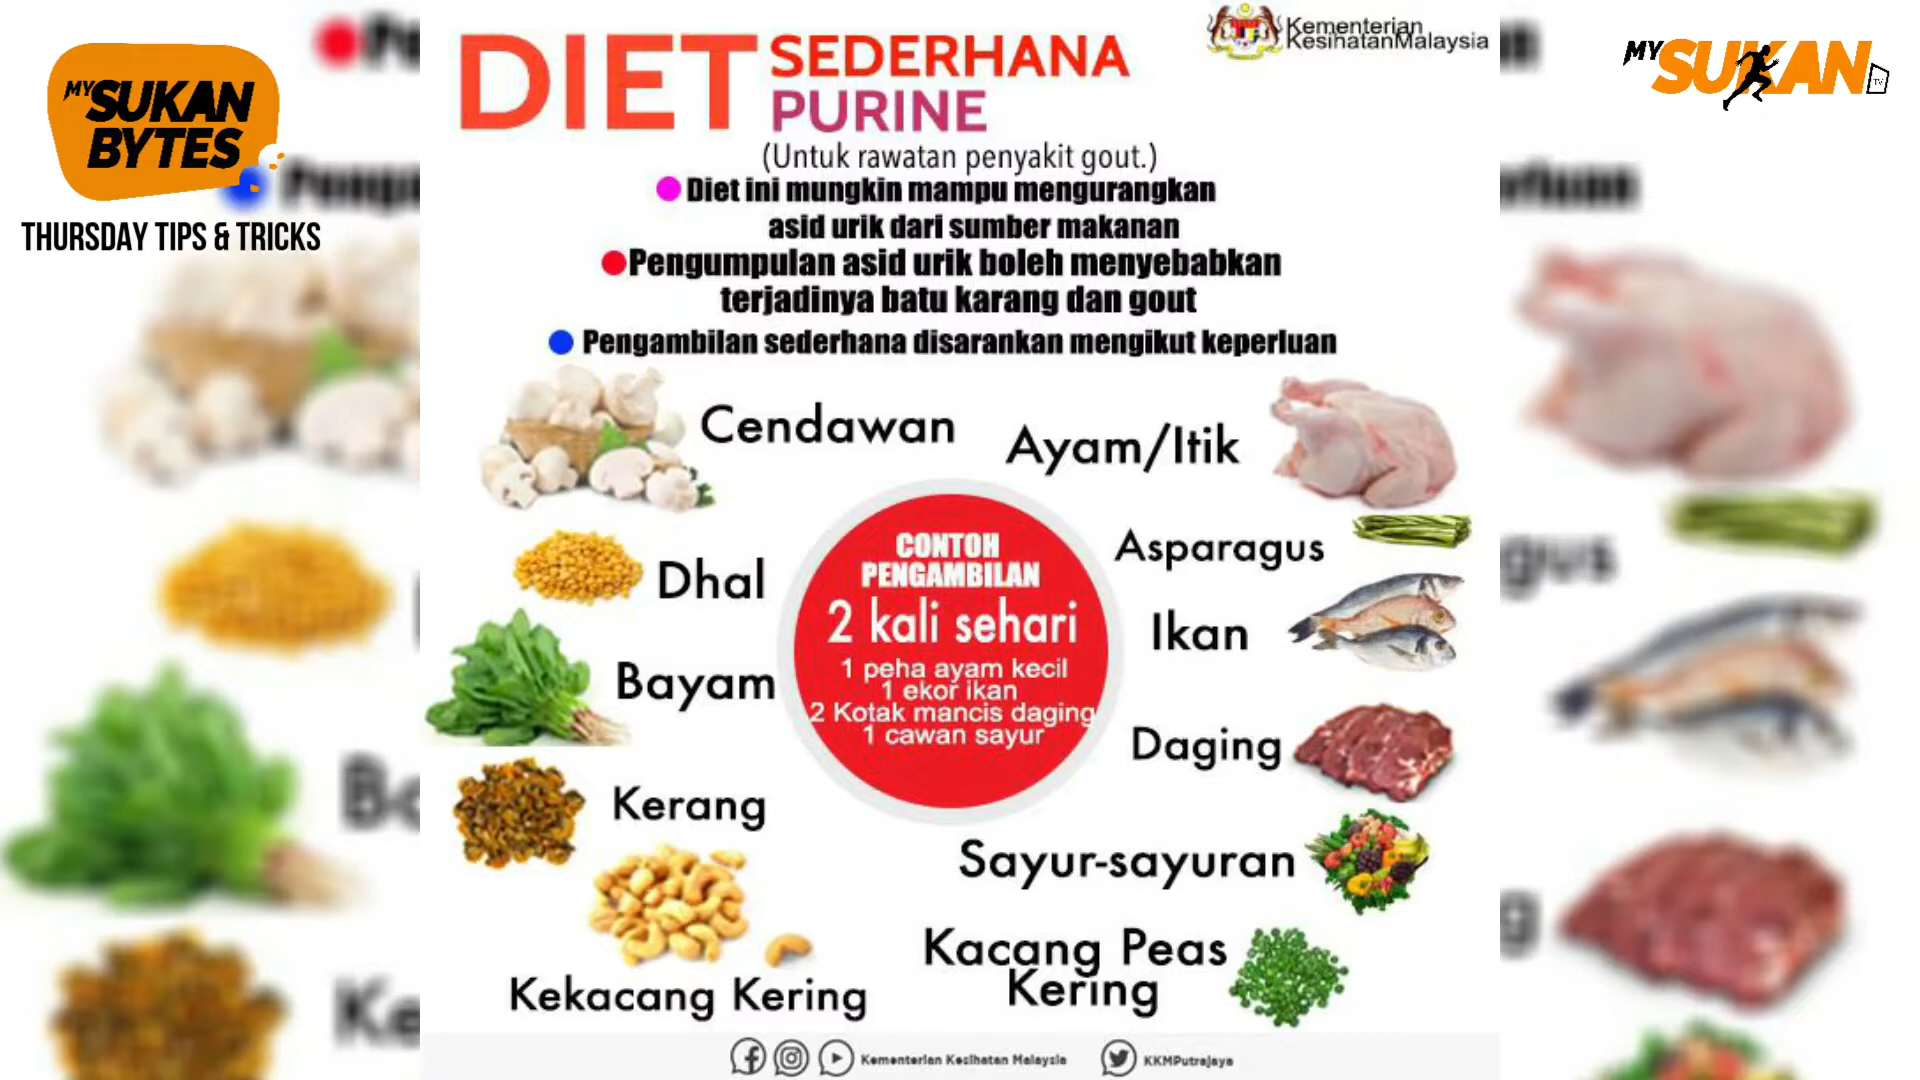 MY
SUKAN
BYTES
THURSDAY TIPS & TRICKS
DIET SEDERHANA
PURINE
Kementerian
KesihatanMalaysia
MYSUKAN
TV
(Untuk rawatan penyakit gout.)
Diet ini mungkin mampu mengurangkan
asid urik dari sumber makanan
Pengumpulan asid urik boleh menyebabkan
terjadinya batu karang dan gout
Pengambilan sederhana disarankan mengikut keperluan
Cendawan
Ayam/Itik
Dhal
Asparagus
Bayam
Ikan
CONTOH
PENGAMBILAN
2 kali sehari
1 peha ayam kecil
1 ekor ikan
2 Kotak mancis daging
1 cawan sayur
Kerang
Daging
Sayur-sayuran
Kekacang Kering
Kacang Peas
Kering
Kementerian Kesihatan Malaysia
KKMPutrajaya